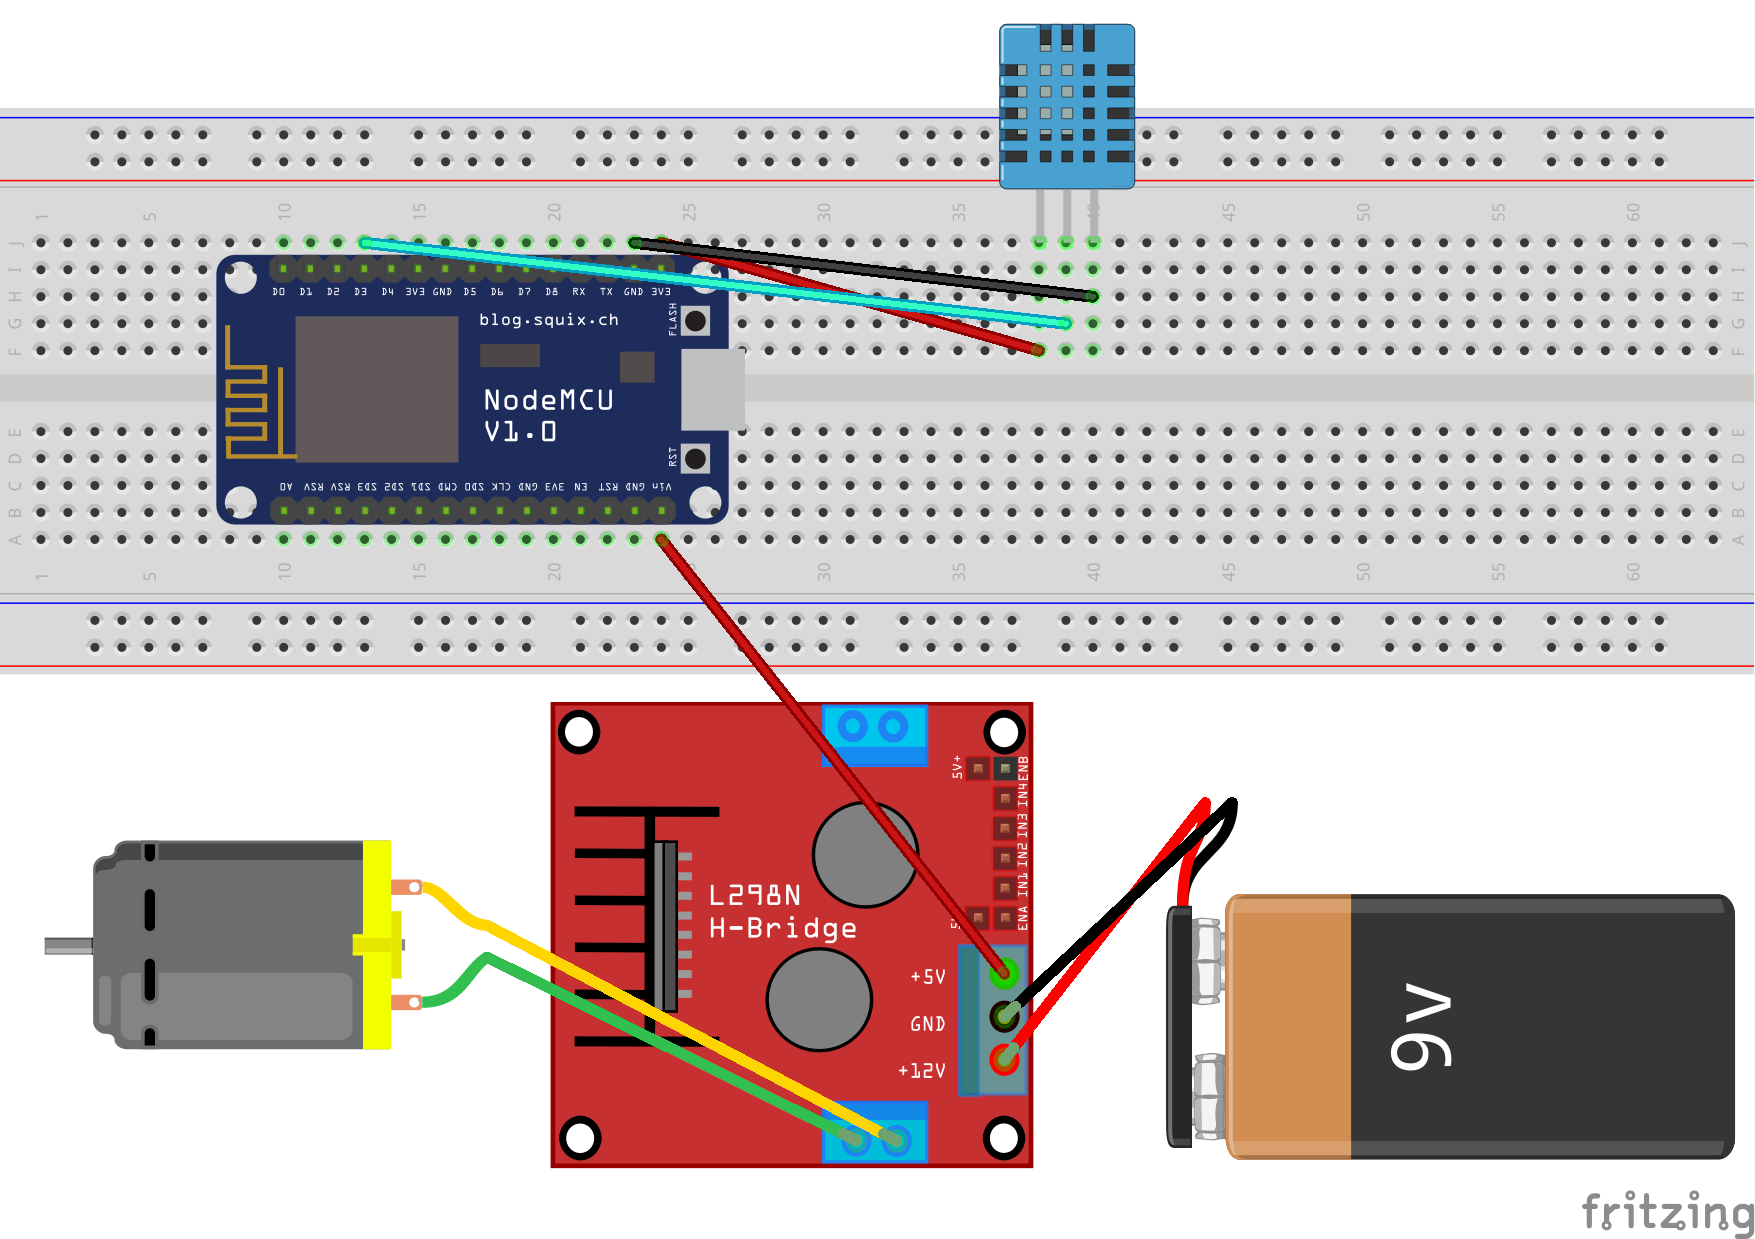 1 5 10 15 20 25 30 35 40 45 50 55 60
J J
I I
H H
G G
F F
D0 D1 D2 D3 D4 3V3 GND D5 D6 D7 D8 RX TX GND 3V3
blog.squix.ch
FLASH
NodeMCU
V1.0
RST
A0 RSV RSV SD3 SD2 SD1 CMD SD0 CLK GND 3V3 EN RST GND Vin
E E
D D
C C
B B
A A
1 5 10 15 20 25 30 35 40 45 50 55 60
5V+
ENB
IN4
IN3
IN2
IN1
ENA
L298N
H-Bridge
+5V
GND
+12V
9v
fritzing